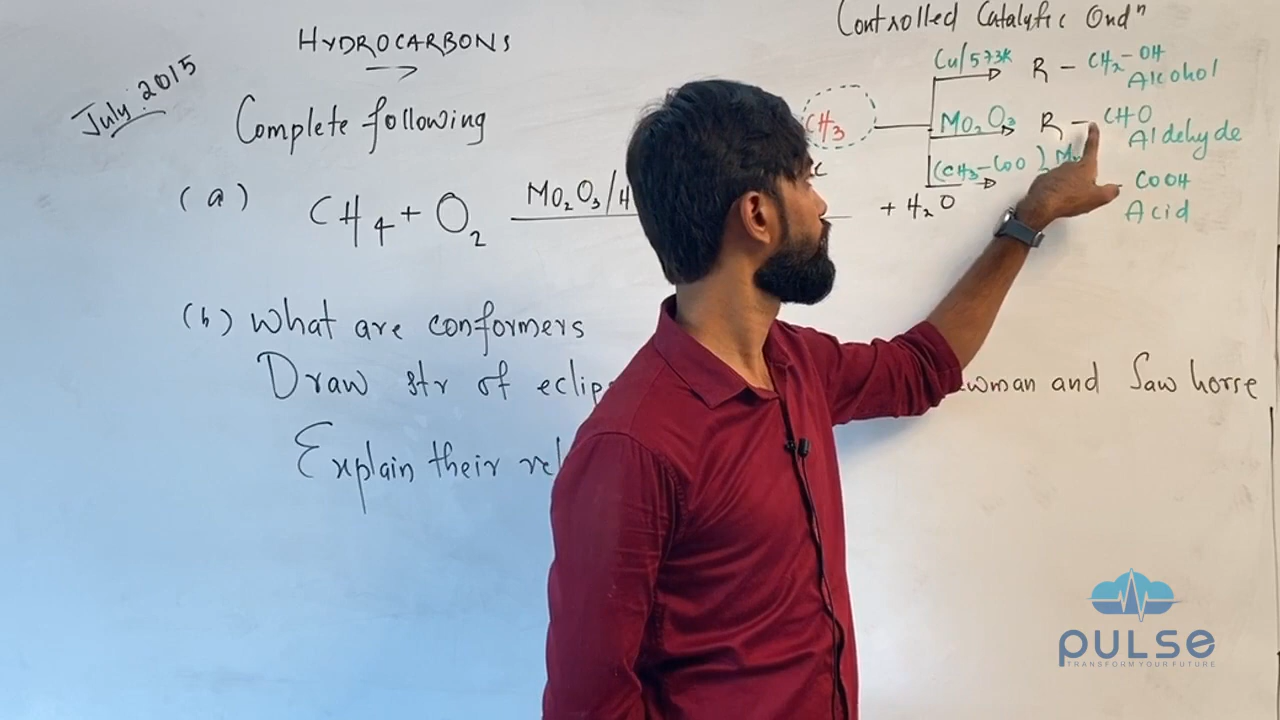 HYDROCARBONS
July 2015
Complete following
(a) CH4 + O2 Mo2O3/ + H2O
(b) What are conformers
Draw str of and Saw horse
Explain their
Controlled Catalytic Oxdⁿ
CH3
Cu/573K R - CH2-OH
Alcohol
Mo2O3 R - CHO
Aldehyde
(CH3-COO)2 COOH
Acid
PULSE
TRANSFORM YOUR FUTURE